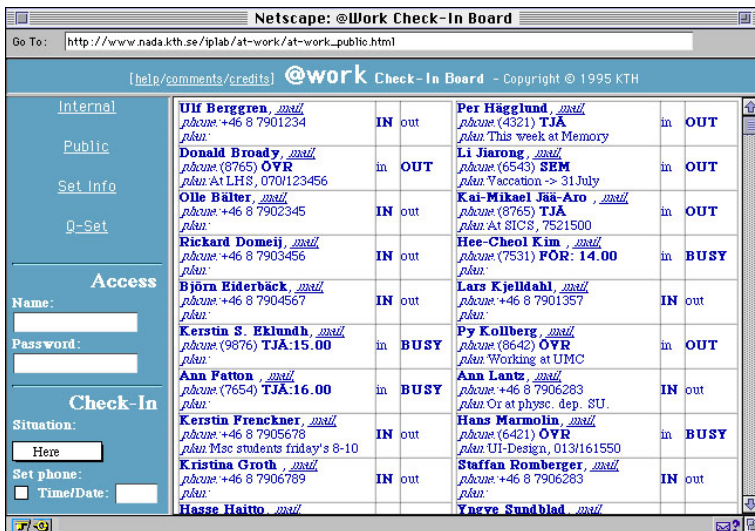 Netscape: @Work Check-In Board
Go To: http://www.nada.kth.se/iplab/at-work/at-work_public.html
[help/comments/credits] @work Check-In Board - Copyright © 1995 KTH
Internal
Public
Set Info
Q-Set
Access
Name:
Password:
Check-In
Situation:
Here
Set phone:
Time/Date:
Ulf Berggren, mail,
phone:+46 8 7901234 IN out
plan:
Donald Broady, mail,
phone:(8765) ÖVR in OUT
plan:At LHS, 070/123456
Olle Bälter, mail,
phone:+46 8 7902345 IN out
plan:
Rickard Domeij, mail,
phone:+46 8 7903456 IN out
plan:
Björn Eiderbäck, mail,
phone:+46 8 7904567 IN out
plan:
Kerstin S. Eklundh, mail,
phone:(9876) TJÄ:15.00 in BUSY
plan:
Ann Fatton , mail,
phone:(7654) TJÄ:16.00 in BUSY
plan:
Kerstin Frenckner, mail,
phone:+46 8 7905678 IN out
plan:Msc students friday's 8-10
Kristina Groth , mail,
phone:+46 8 7906789 IN out
plan:
Hasse Haitto, mail,
Per Hägglund, mail,
phone:(4321) TJÄ in OUT
plan:This week at Memory
Li Jiarong, mail,
phone:(6543) SEM in OUT
plan:Vaccation -> 31July
Kai-Mikael Jää-Aro , mail,
phone:(8765) TJÄ in OUT
plan:At SICS, 7521500
Hee-Cheol Kim , mail,
phone:(7531) FÖR: 14.00 in BUSY
plan:
Lars Kjelldahl, mail,
phone:+46 8 7901357 IN out
plan:
Py Kollberg, mail,
phone:(8642) ÖVR in OUT
plan:Working at UMC
Ann Lantz, mail,
phone:+46 8 7906283 IN out
plan:Or at physc. dep. SU.
Hans Marmolin, mail,
phone:(6421) ÖVR in BUSY
plan:UI-Design, 013/161550
Staffan Romberger, mail,
phone:+46 8 7906283 IN out
plan:
Yngve Sundblad, mail,